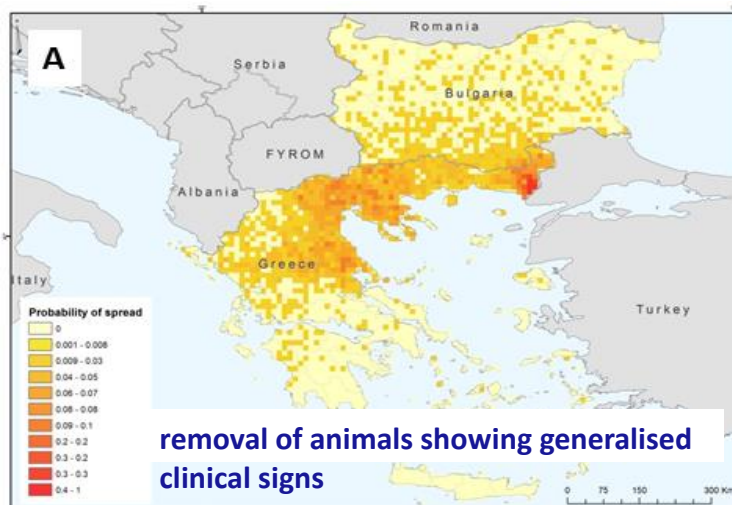 Romania
A
Serbia
Bulgaria
FYROM
Albania
Italy
Greece
Turkey
Probability of spread
0
0.001 - 0.008
0.009 - 0.03
0.04 - 0.05
0.06 - 0.07
0.08 - 0.08
0.09 - 0.1
0.2 - 0.2
0.3 - 0.2
0.3 - 0.3
0.4 - 1
removal of animals showing generalised
clinical signs
0 75 150 300 Km